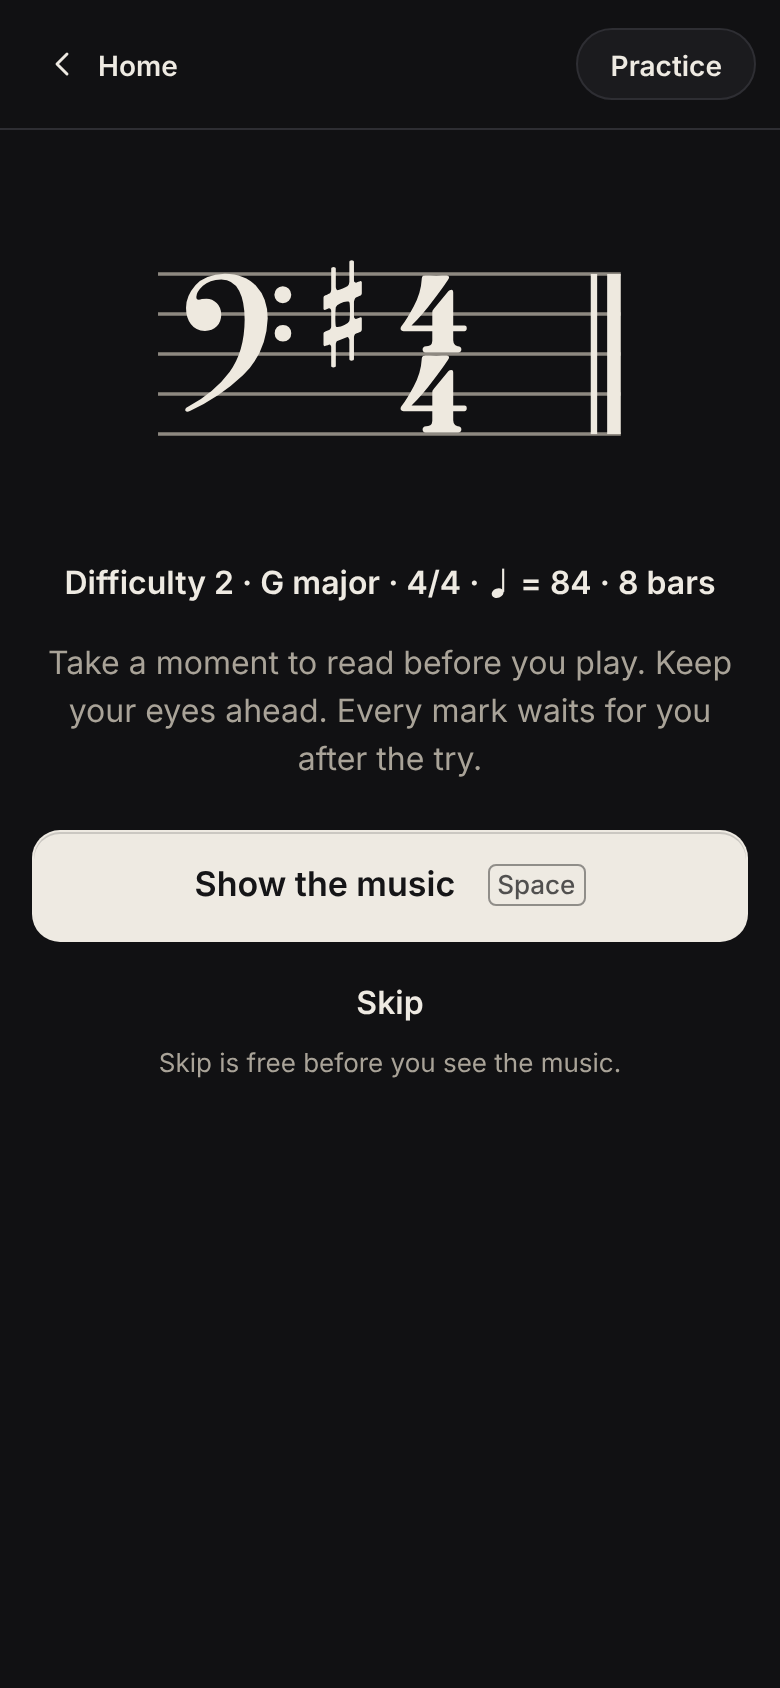 Home
Practice
4
4
Difficulty 2 · G major · 4/4 · ♩ = 84 · 8 bars
Take a moment to read before you play. Keep
your eyes ahead. Every mark waits for you
after the try.
Show the music Space
Skip
Skip is free before you see the music.